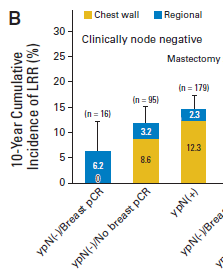 B
Chest wall Regional
Clinically node negative
Mastectomy
10-Year Cumulative
Incidence of LRR (%)
30
25
20
15
10
5
0
(n = 16)
(n = 95)
(n = 179)
6.2
0
3.2
8.6
2.3
12.3
ypN(-)/Breast pCR
ypN(-)/No breast pCR
ypN(+)
ypN(-)/Brea